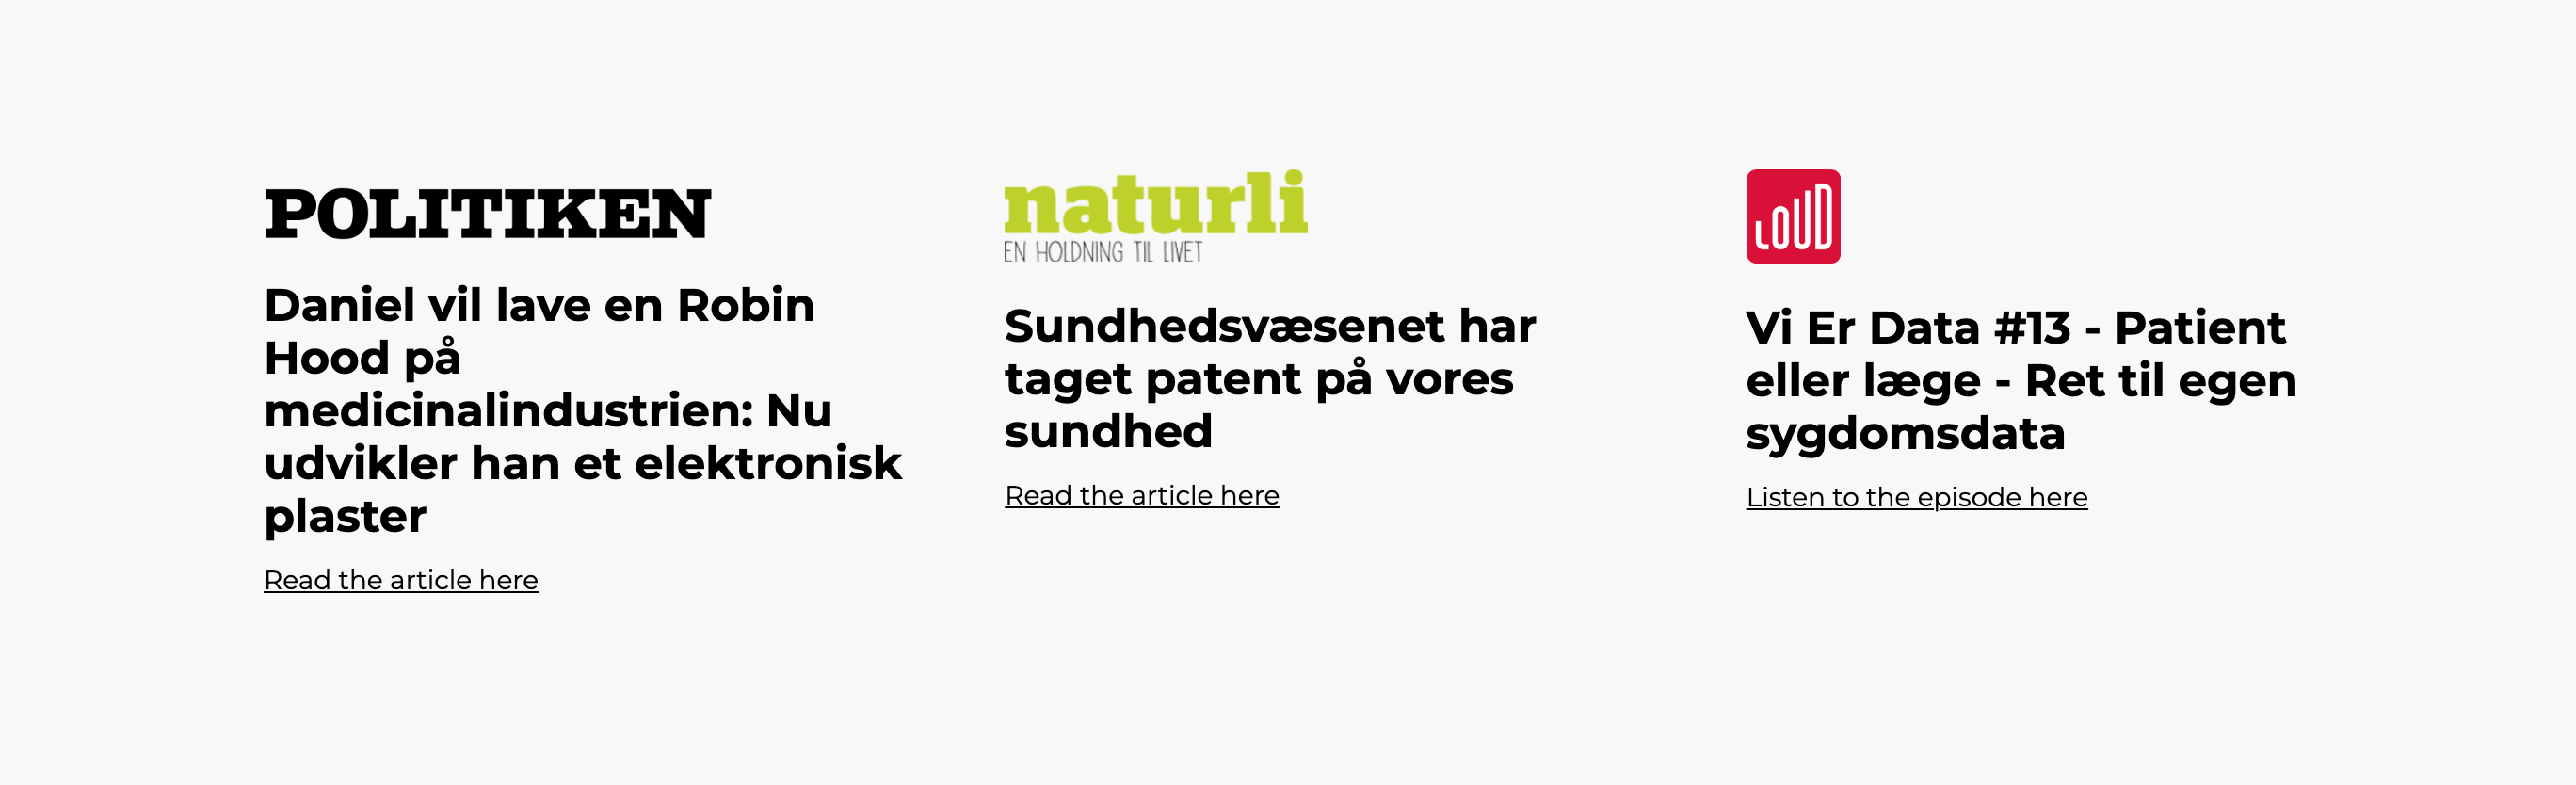 POLITIKEN
Daniel vil lave en Robin
Hood på
medicinalindustrien: Nu
udvikler han et elektronisk
plaster
Read the article here
naturli
EN HOLDNING TIL LIVET
Sundhedsvæsenet har
taget patent på vores
sundhed
Read the article here
LOUD
Vi Er Data #13 - Patient
eller læge - Ret til egen
sygdomsdata
Listen to the episode here